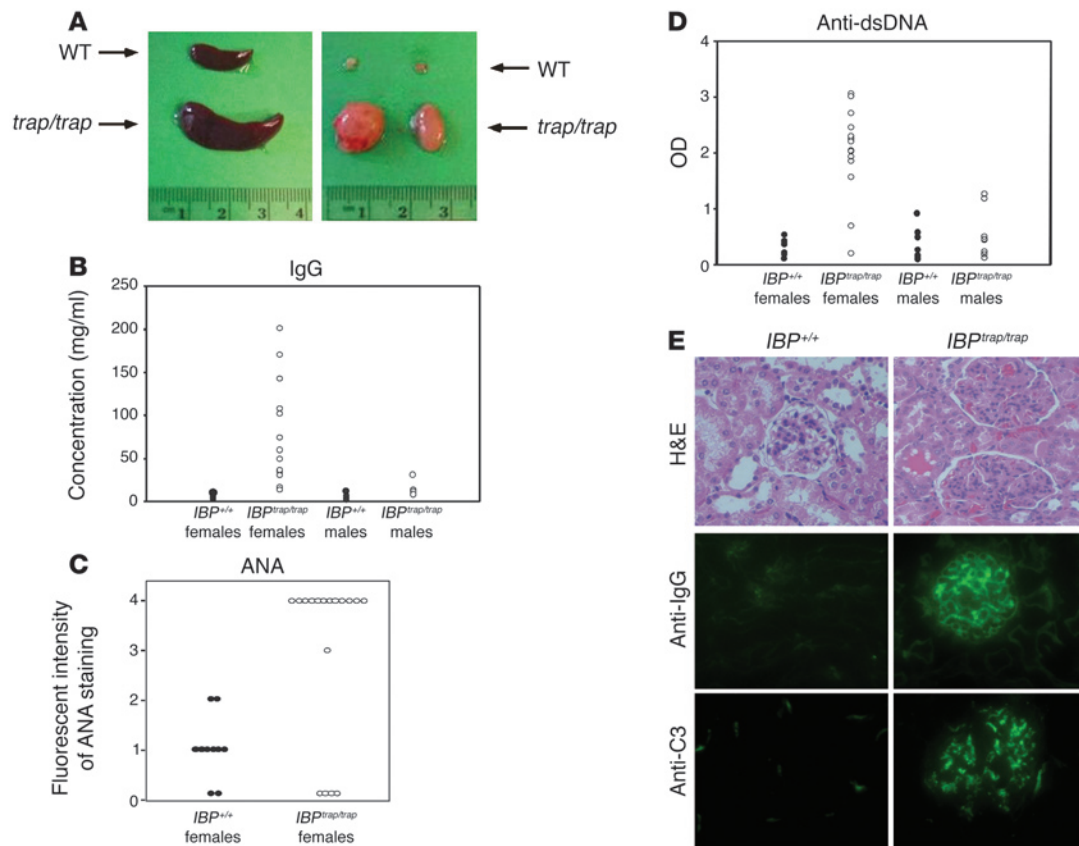 A
WT
trap/trap
WT
trap/trap
1 2 3 4
1 2 3
B
IgG
Concentration (mg/ml)
250
200
150
100
50
0
IBP+/+ females
IBPtrap/trap females
IBP+/+ males
IBPtrap/trap males
C
ANA
Fluorescent intensity
of ANA staining
4
3
2
1
0
IBP+/+ females
IBPtrap/trap females
D
Anti-dsDNA
OD
4
3
2
1
0
IBP+/+ females
IBPtrap/trap females
IBP+/+ males
IBPtrap/trap males
E
IBP+/+
IBPtrap/trap
H&E
Anti-IgG
Anti-C3